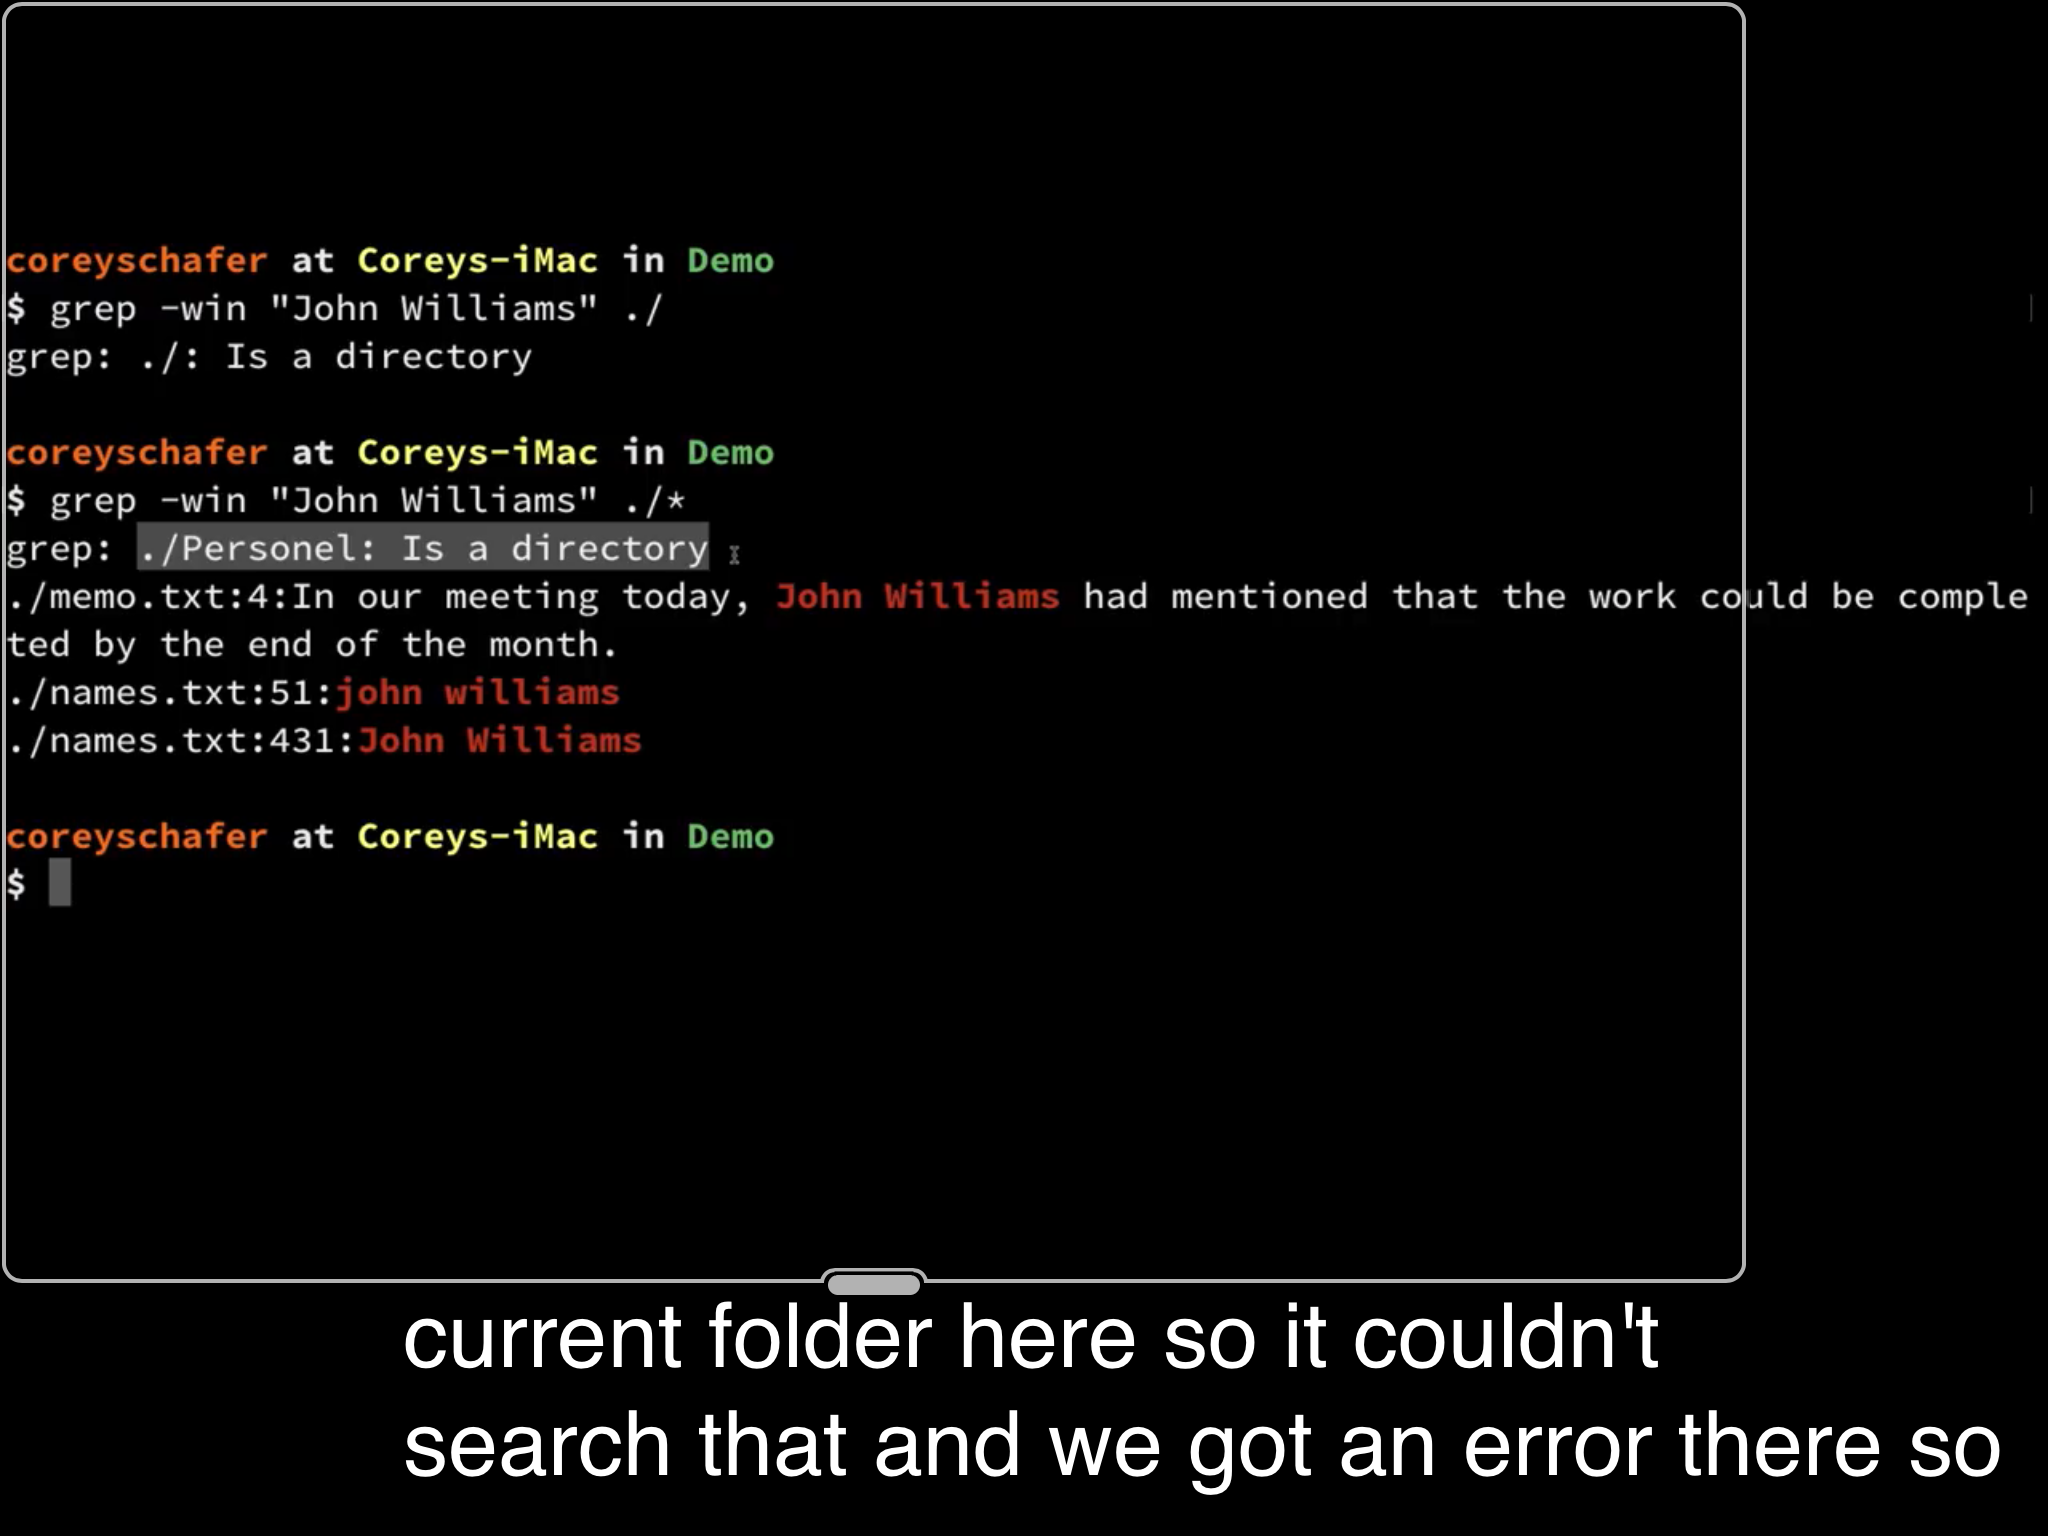 coreyschafer at Coreys-iMac in Demo
$ grep -win "John Williams" ./
grep: ./: Is a directory
coreyschafer at Coreys-iMac in Demo
$ grep -win "John Williams" ./*
grep: ./Personel: Is a directory
./memo.txt:4:In our meeting today, John Williams had mentioned that the work could be comple
ted by the end of the month.
./names.txt:51:john williams
./names.txt:431:John Williams
coreyschafer at Coreys-iMac in Demo
$
current folder here so it couldn't
search that and we got an error there so